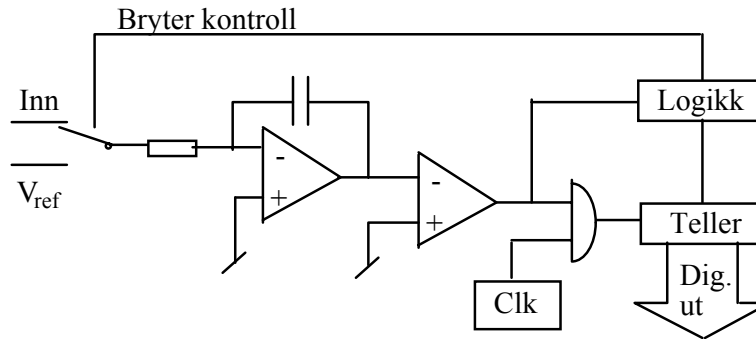 Bryter kontroll
Inn
Logikk
-
-
V_ref
+
+
Teller
Clk
Dig.
ut